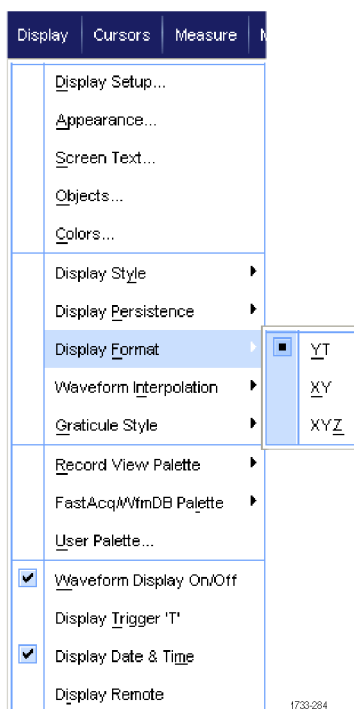 Display Cursors Measure
Display Setup...
Appearance...
Screen Text...
Objects...
Colors...
Display Style
Display Persistence
Display Format
YT
Waveform Interpolation
XY
Graticule Style
XYZ
Record View Palette
FastAcq/WfmDB Palette
User Palette...
Waveform Display On/Off
Display Trigger 'T'
Display Date & Time
Display Remote
1733-284